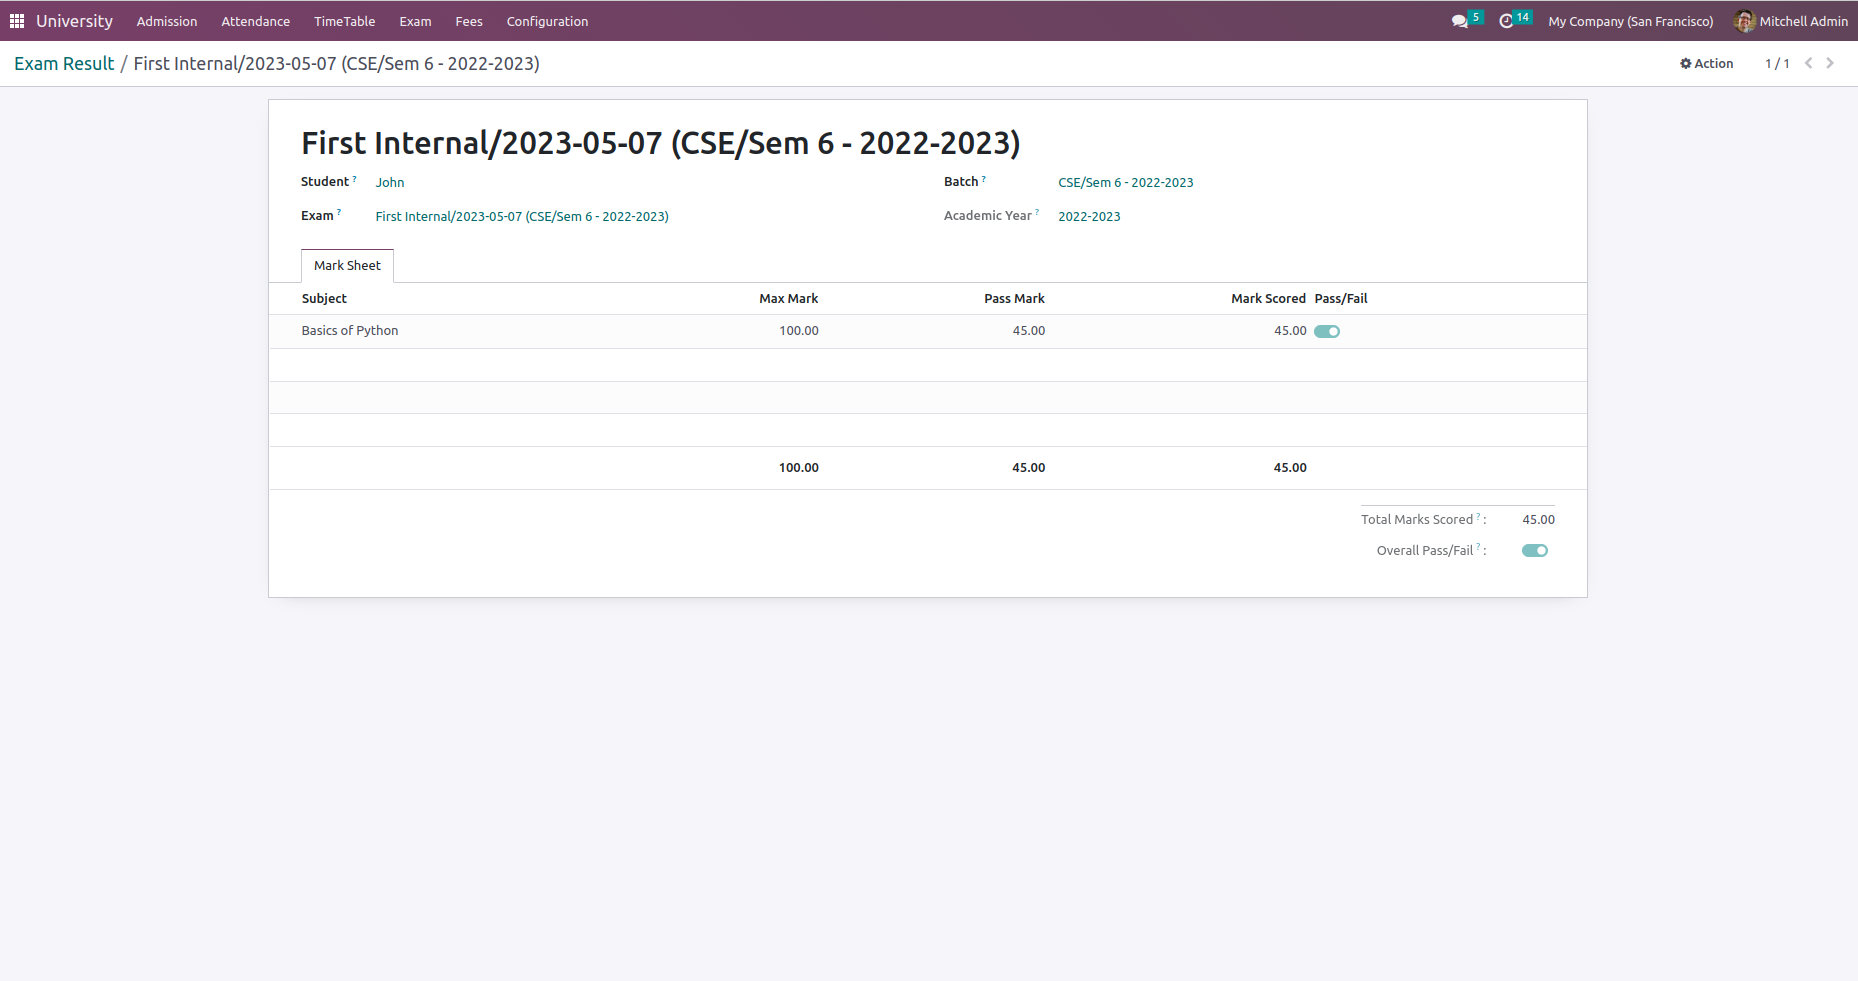 University Admission Attendance TimeTable Exam Fees Configuration 5 14 My Company (San Francisco) Mitchell Admin
Exam Result / First Internal/2023-05-07 (CSE/Sem 6 - 2022-2023) Action 1 / 1
First Internal/2023-05-07 (CSE/Sem 6 - 2022-2023)
Student ? John Batch ? CSE/Sem 6 - 2022-2023
Exam ? First Internal/2023-05-07 (CSE/Sem 6 - 2022-2023) Academic Year ? 2022-2023
Mark Sheet
Subject Max Mark Pass Mark Mark Scored Pass/Fail
Basics of Python 100.00 45.00 45.00
100.00 45.00 45.00
Total Marks Scored ? : 45.00
Overall Pass/Fail ? :